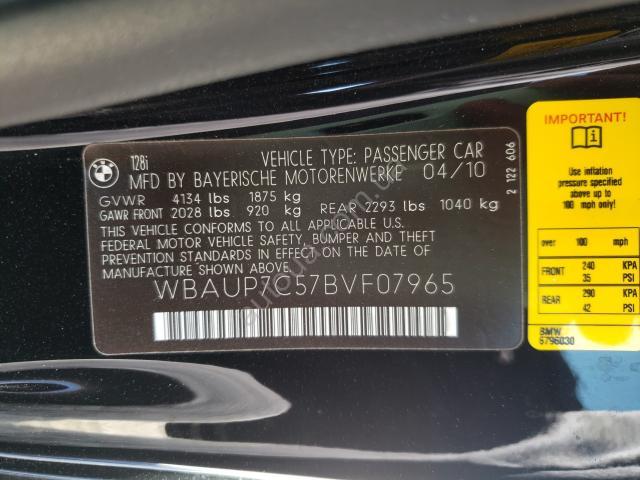 128i VEHICLE TYPE: PASSENGER CAR
MFD BY BAYERISCHE MOTORENWERKE 04/10
GVWR 4134 lbs 1875 kg
GAWR FRONT 2028 lbs 920 kg REAR 2293 lbs 1040 kg
THIS VEHICLE CONFORMS TO ALL APPLICABLE
FEDERAL MOTOR VEHICLE SAFETY, BUMPER AND THEFT
PREVENTION STANDARDS IN EFFECT ON THE DATE
OF MANUFACTURE SHOWN ABOVE.
WBAUP7C57BVF07965
2 122 606
IMPORTANT!
Use inflation
pressure specified
above up to
100 mph only!
over 100 mph
FRONT 240 kPa
35 PSI
REAR 290 kPa
42 PSI
BMW
6796030